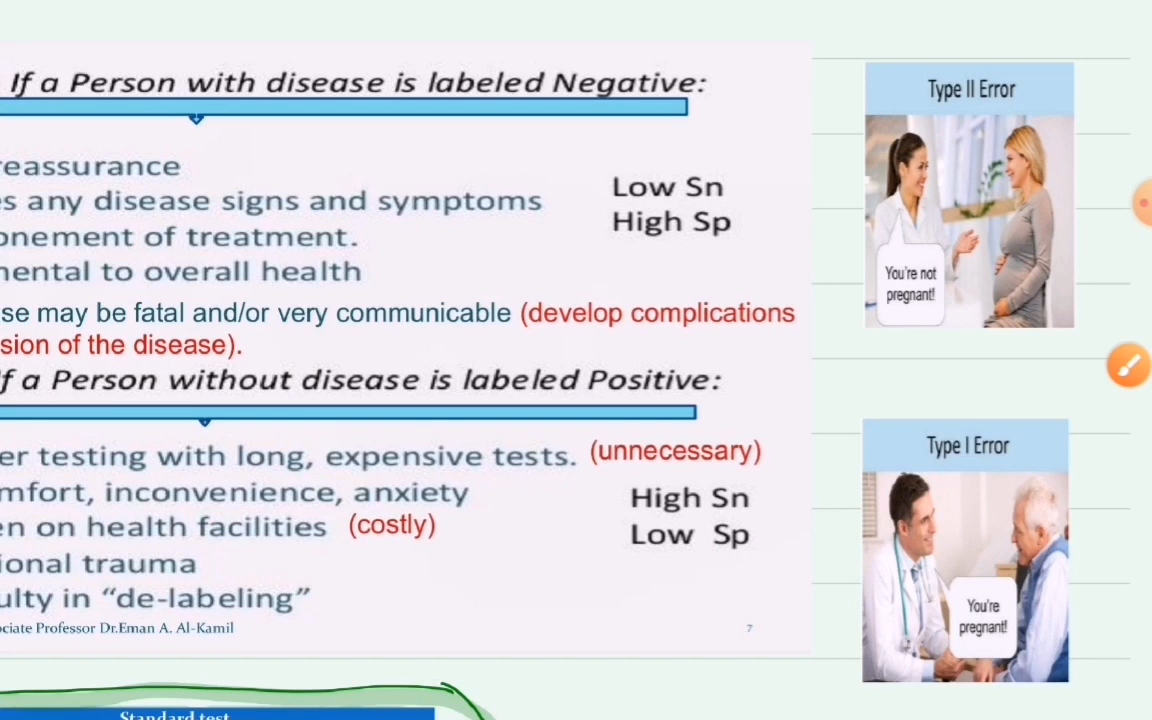 If a Person with disease is labeled Negative:
reassurance
es any disease signs and symptoms
onement of treatment.
mental to overall health
se may be fatal and/or very communicable (develop complications
sion of the disease).
Low Sn
High Sp
If a Person without disease is labeled Positive:
er testing with long, expensive tests. (unnecessary)
mfort, inconvenience, anxiety
en on health facilities (costly)
ional trauma
ulty in “de-labeling”
High Sn
Low Sp
ociate Professor Dr.Eman A. Al-Kamil
7
Type II Error
You're not
pregnant!
Type I Error
You're
pregnant!
Standard test